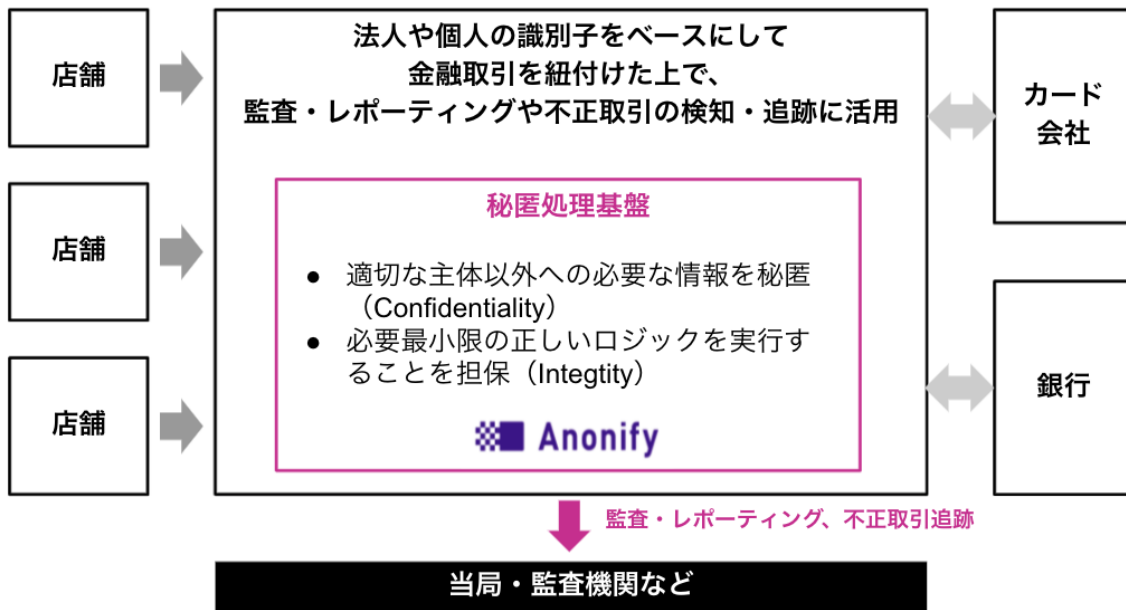 店舗
店舗
店舗
法人や個人の識別子をベースにして
金融取引を紐付けた上で、
監査・レポーティングや不正取引の検知・追跡に活用
秘匿処理基盤
● 適切な主体以外への必要な情報を秘匿
（Confidentiality）
● 必要最小限の正しいロジックを実行す
ることを担保（Integtity）
Anonify
カード
会社
銀行
監査・レポーティング、不正取引追跡
当局・監査機関など